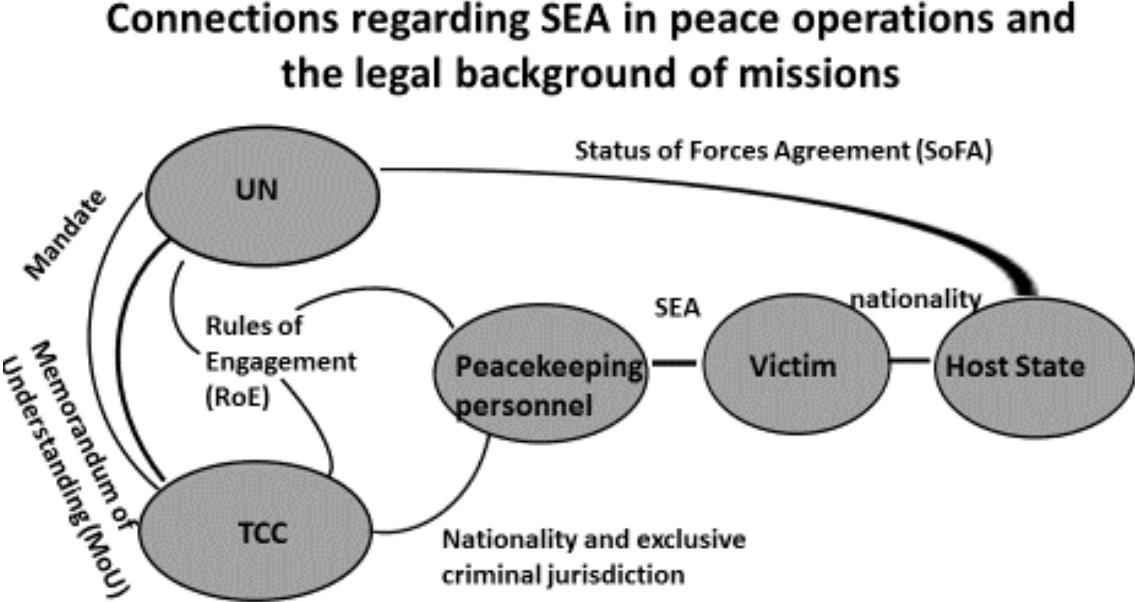 Connections regarding SEA in peace operations and
the legal background of missions
Status of Forces Agreement (SoFA)
UN
Mandate
SEA
nationality
Rules of
Engagement
(RoE)
Peacekeeping
personnel
Victim
Host State
Memorandum of
Understanding (MoU)
TCC
Nationality and exclusive
criminal jurisdiction